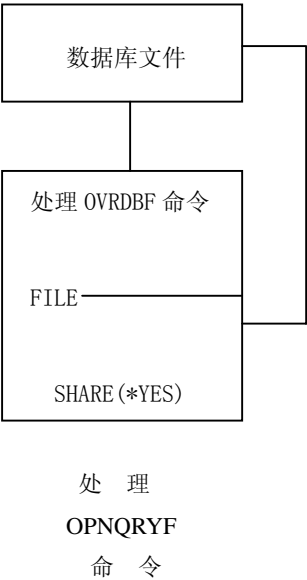 数据库文件
处理 OVRDBF 命令
FILE
SHARE(*YES)
处 理
OPNQRYF
命 令